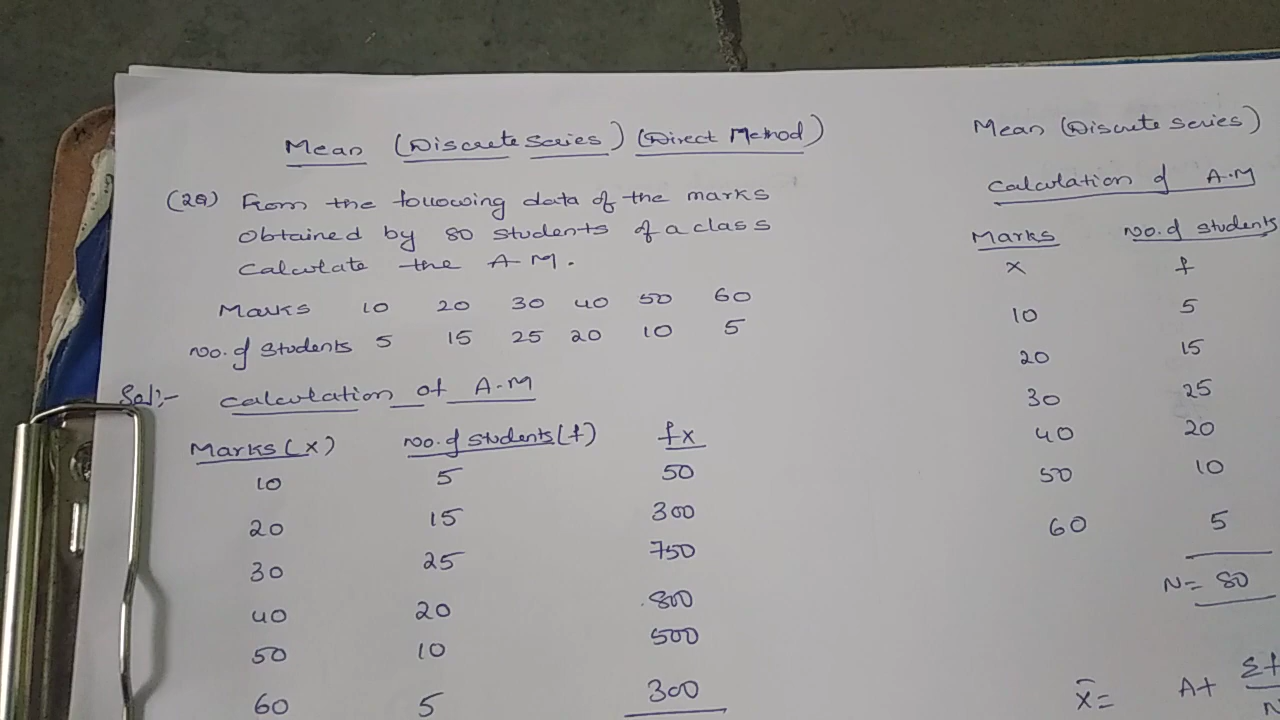 Mean (Discrete Series) (Direct Method)
(2Q) From the following data of the marks
Obtained by 80 students of a class
Calculate the A.M.
Marks 10 20 30 40 50 60
No. of Students 5 15 25 20 10 5
Sol:- Calculation of A.M
Marks (X) No. of students (f) fx
10 5 50
20 15 300
30 25 750
40 20 800
50 10 500
60 5 300
Mean (Discrete Series)
Calculation of A.M
Marks No. of students
x f
10 5
20 15
30 25
40 20
50 10
60 5
N= 80
x̄= A+ Σf
N